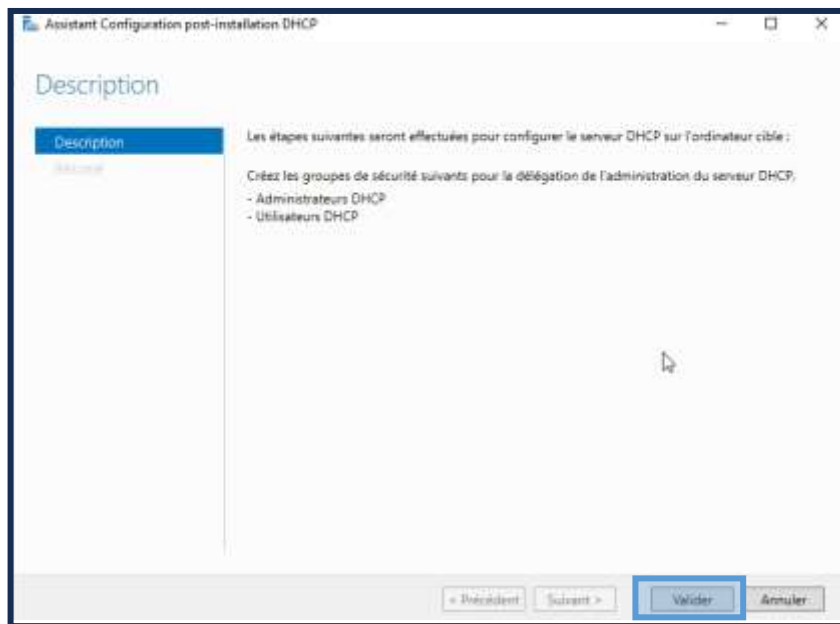 Assistant Configuration post-installation DHCP
Description
Description
Résumé
Les étapes suivantes seront effectuées pour configurer le serveur DHCP sur l'ordinateur cible :
Créez les groupes de sécurité suivants pour la délégation de l'administration du serveur DHCP.
- Administrateurs DHCP
- Utilisateurs DHCP
< Précédent
Suivant >
Valider
Annuler